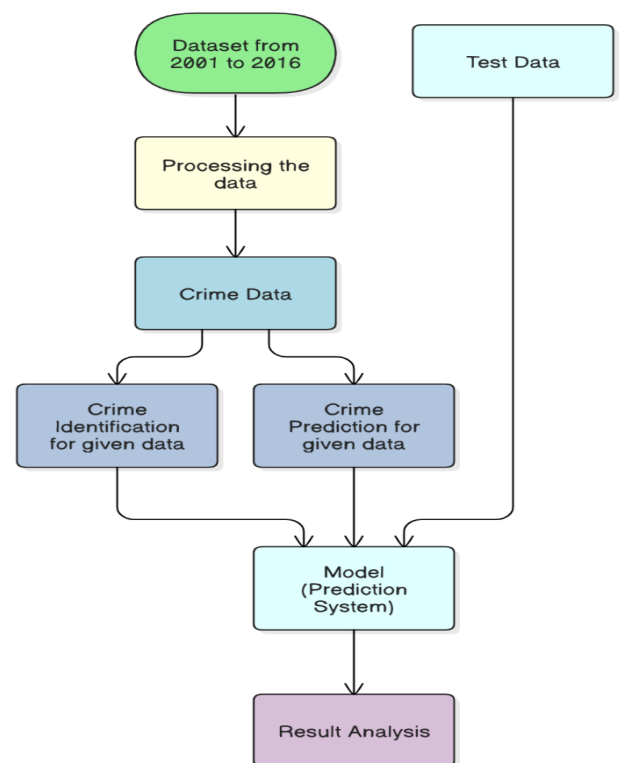 Dataset from
2001 to 2016
Test Data
Processing the
data
Crime Data
Crime
Identification
for given data
Crime
Prediction for
given data
Model
(Prediction
System)
Result Analysis